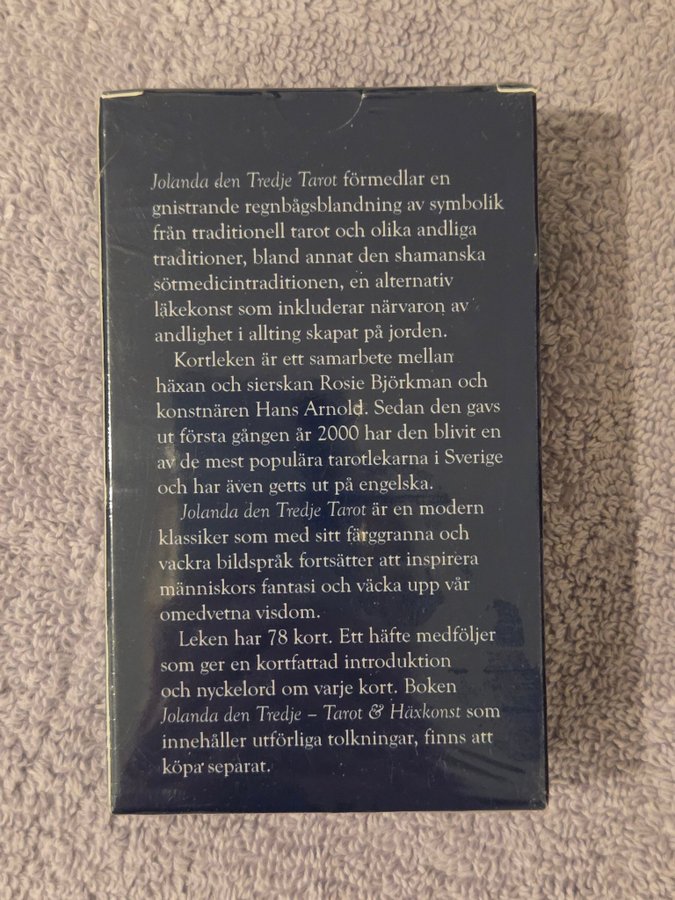 Jolanda den Tredje Tarot förmedlar en
gnistrande regnbågsblandning av symbolik
från traditionell tarot och olika andliga
traditioner, bland annat den shamanska
sötmedicintraditionen, en alternativ
läkekonst som inkluderar närvaron av
andlighet i allting skapat på jorden.
Kortleken är ett samarbete mellan
häxan och sierskan Rosie Björkman och
konstnären Hans Arnold. Sedan den gavs
ut första gången år 2000 har den blivit en
av de mest populära tarotlekarna i Sverige
och har även getts ut på engelska.
Jolanda den Tredje Tarot är en modern
klassiker som med sitt färggranna och
vackra bildspråk fortsätter att inspirera
människors fantasi och väcka upp vår
omedvetna visdom.
Leken har 78 kort. Ett häfte medföljer
som ger en kortfattad introduktion
och nyckelord om varje kort. Boken
Jolanda den Tredje – Tarot & Häxkonst som
innehåller utförliga tolkningar, finns att
köpa separat.